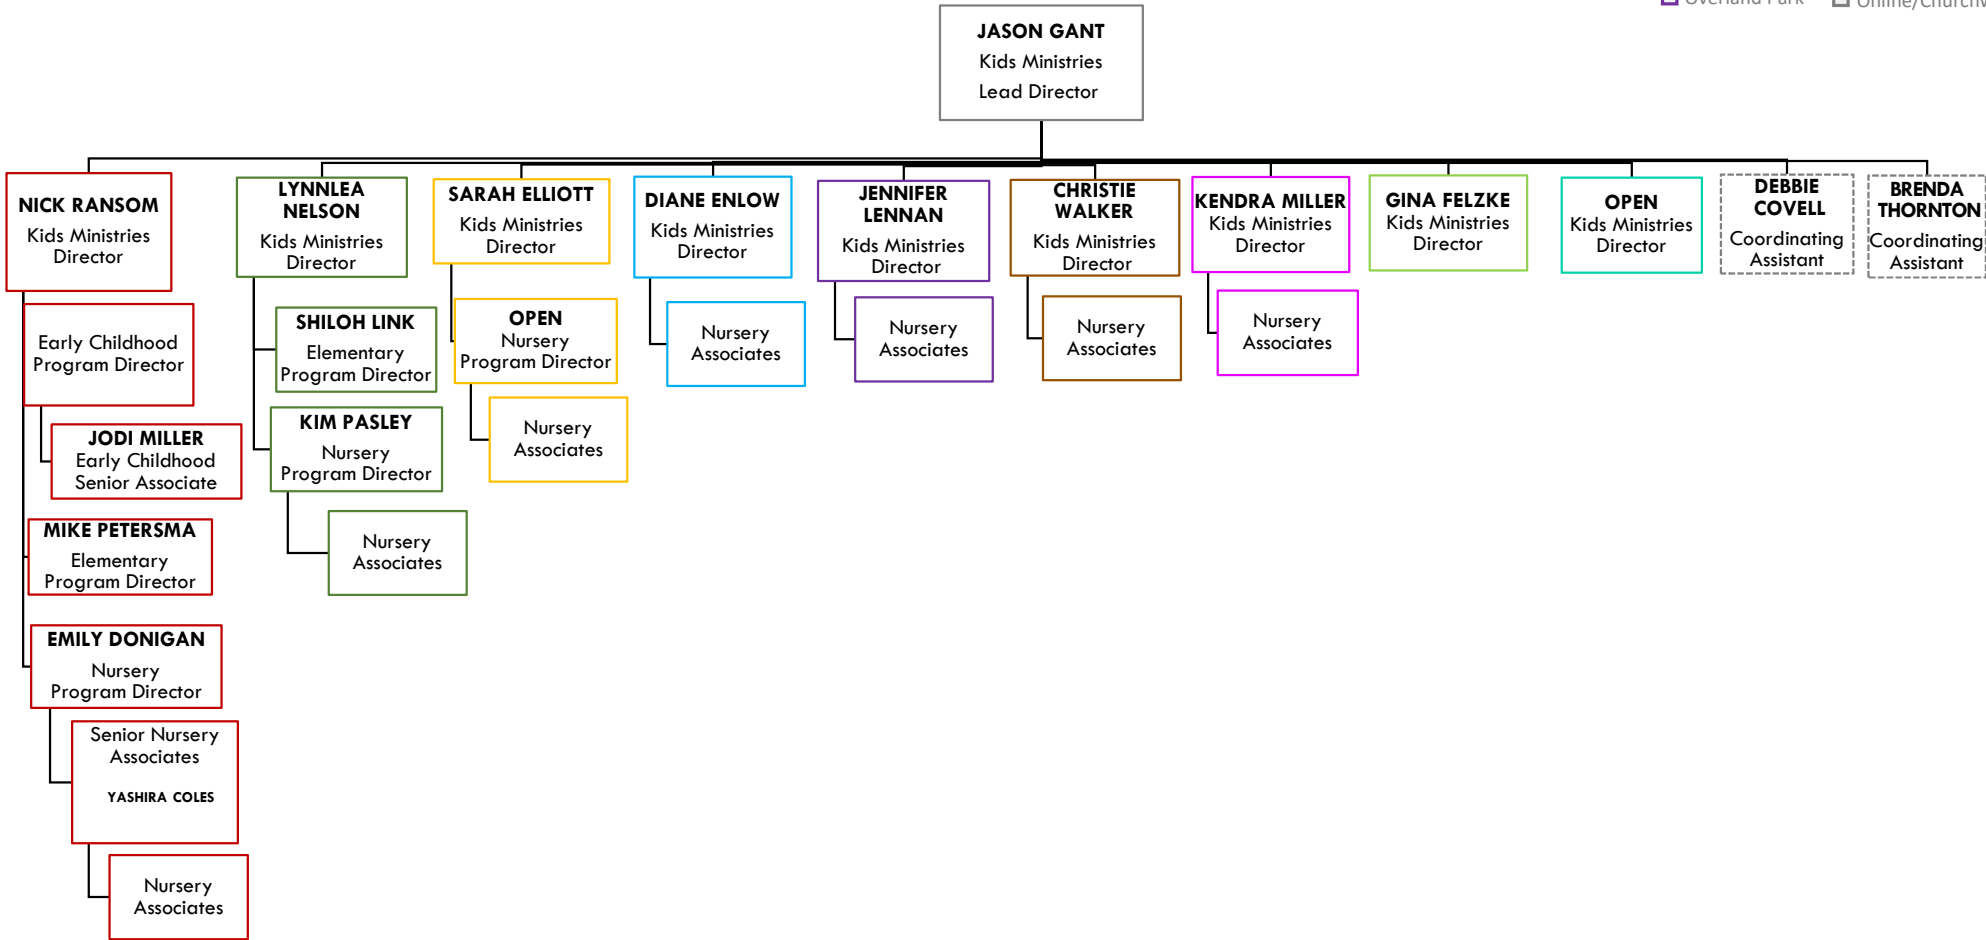 Overland Park
JASON GANT
Kids Ministries
Lead Director
NICK RANSOM
Kids Ministries
Director
LYNNLEA
NELSON
Kids Ministries
Director
SARAH ELLIOTT
Kids Ministries
Director
DIANE ENLOW
Kids Ministries
Director
JENNIFER
LENNAN
Kids Ministries
Director
CHRISTIE
WALKER
Kids Ministries
Director
KENDRA MILLER
Kids Ministries
Director
GINA FELZKE
Kids Ministries
Director
OPEN
Kids Ministries
Director
DEBBIE
COVELL
Coordinating
Assistant
BRENDA
THORNTON
Coordinating
Assistant
Early Childhood
Program Director
JODI MILLER
Early Childhood
Senior Associate
MIKE PETERSMA
Elementary
Program Director
EMILY DONIGAN
Nursery
Program Director
Senior Nursery
Associates
YASHIRA COLES
Nursery
Associates
SHILOH LINK
Elementary
Program Director
KIM PASLEY
Nursery
Program Director
Nursery
Associates
OPEN
Nursery
Program Director
Nursery
Associates
Nursery
Associates
Nursery
Associates
Nursery
Associates
Nursery
Associates